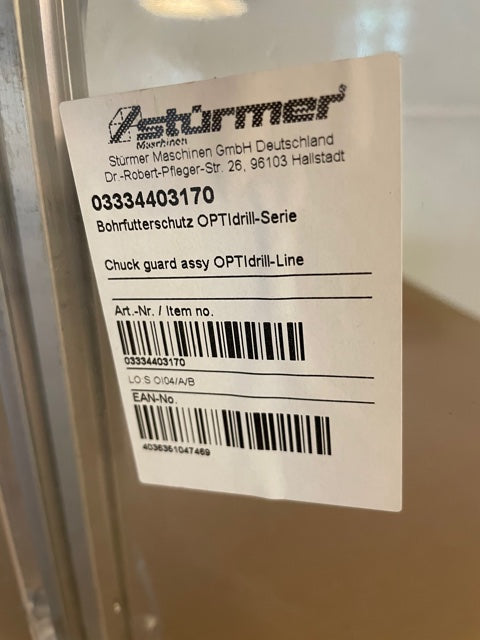 stürmer
Maschinen
Stürmer Maschinen GmbH Deutschland
Dr.-Robert-Pfleger-Str. 26, 96103 Hallstadt
03334403170
Bohrfutterschutz OPTIdrill-Serie
Chuck guard assy OPTIdrill-Line
Art.-Nr. / Item no.
03334403170
LO:S OI04/A/B
EAN-No.
4036351047469